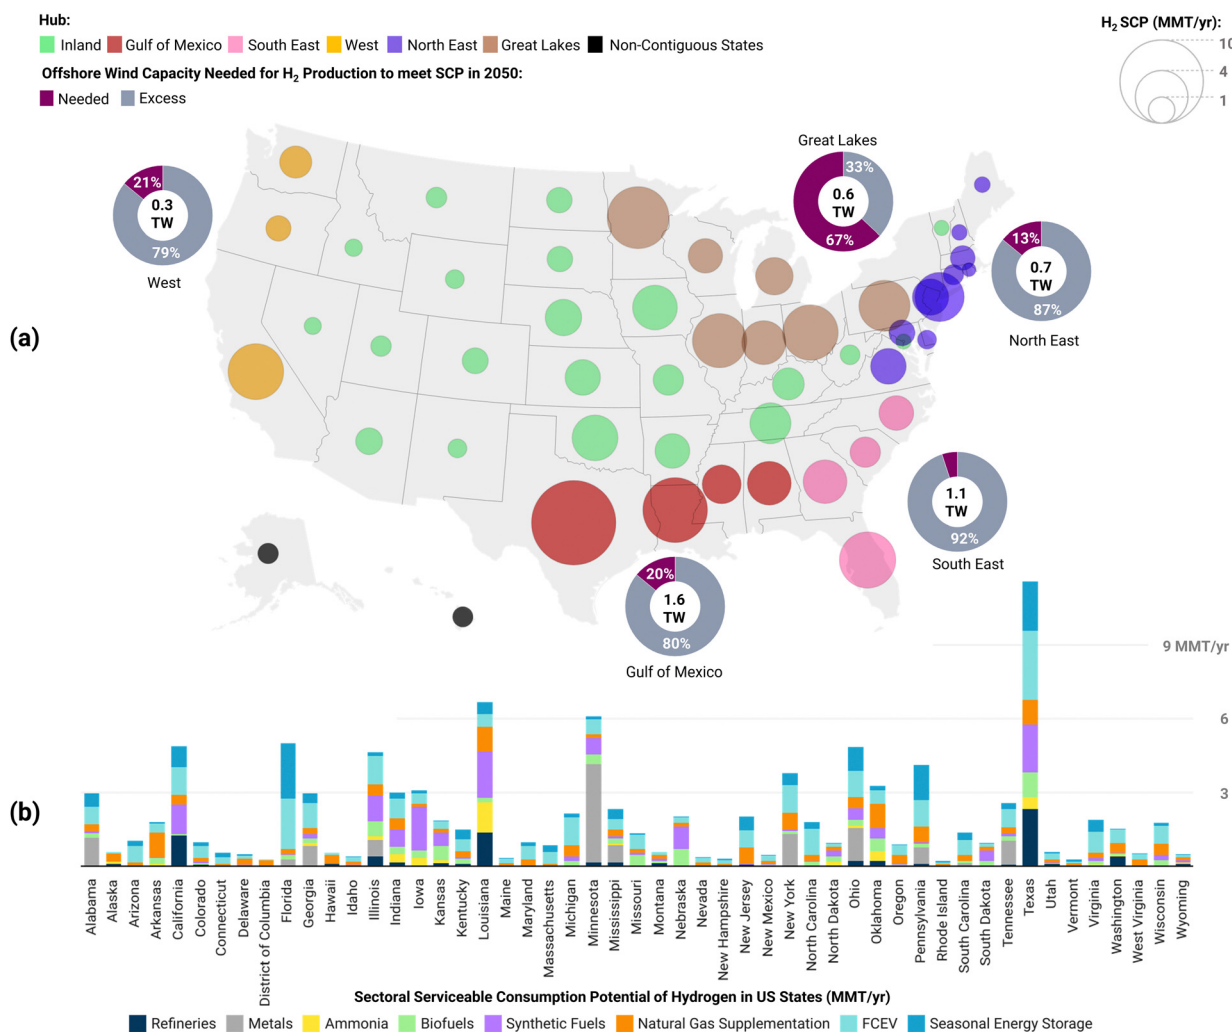 Hub:
Inland Gulf of Mexico South East West North East Great Lakes Non-Contiguous States
Offshore Wind Capacity Needed for H₂ Production to meet SCP in 2050:
Needed Excess
H₂ SCP (MMT/yr):
10
4
1
(a)
21%
0.3
TW
79%
West
Great Lakes
33%
0.6
TW
67%
13%
0.7
TW
87%
North East
1.1
TW
92%
South East
20%
1.6
TW
80%
Gulf of Mexico
(b)
9 MMT/yr
6
3
Alabama
Alaska
Arizona
Arkansas
California
Colorado
Connecticut
Delaware
District of Columbia
Florida
Georgia
Hawaii
Idaho
Illinois
Indiana
Iowa
Kansas
Kentucky
Louisiana
Maine
Maryland
Massachusetts
Michigan
Minnesota
Mississippi
Missouri
Montana
Nebraska
Nevada
New Hampshire
New Jersey
New Mexico
New York
North Carolina
North Dakota
Ohio
Oklahoma
Oregon
Pennsylvania
Rhode Island
South Carolina
South Dakota
Tennessee
Texas
Utah
Vermont
Virginia
Washington
West Virginia
Wisconsin
Wyoming
Sectoral Serviceable Consumption Potential of Hydrogen in US States (MMT/yr)
Refineries Metals Ammonia Biofuels Synthetic Fuels Natural Gas Supplementation FCEV Seasonal Energy Storage